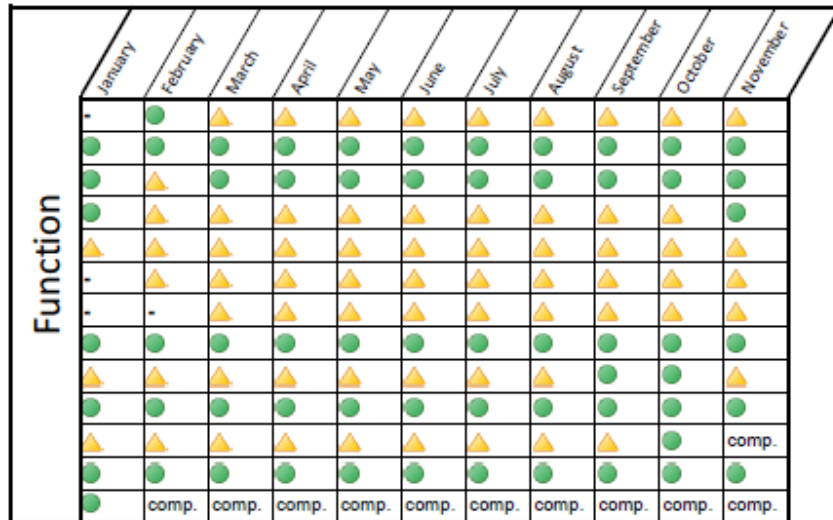 January February March April May June July August September October November
Function
-
-
- -
comp.
comp. comp. comp. comp. comp. comp. comp. comp. comp. comp.